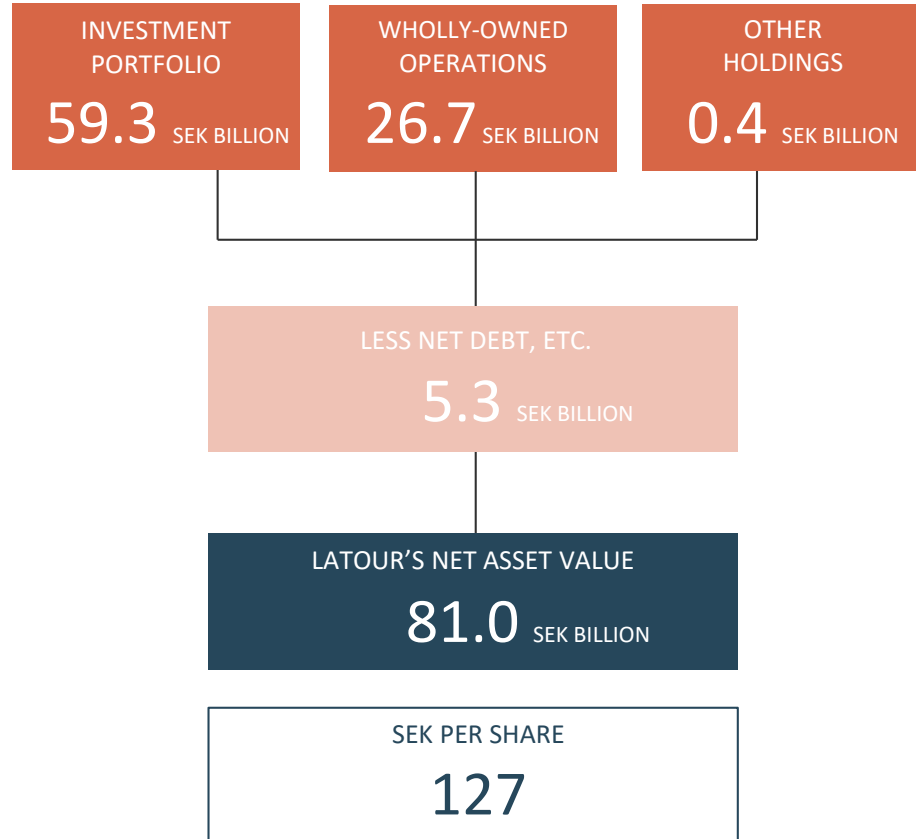 INVESTMENT
PORTFOLIO
59.3 SEK BILLION
WHOLLY-OWNED
OPERATIONS
26.7 SEK BILLION
OTHER
HOLDINGS
0.4 SEK BILLION
LESS NET DEBT, ETC.
5.3 SEK BILLION
LATOUR’S NET ASSET VALUE
81.0 SEK BILLION
SEK PER SHARE
127